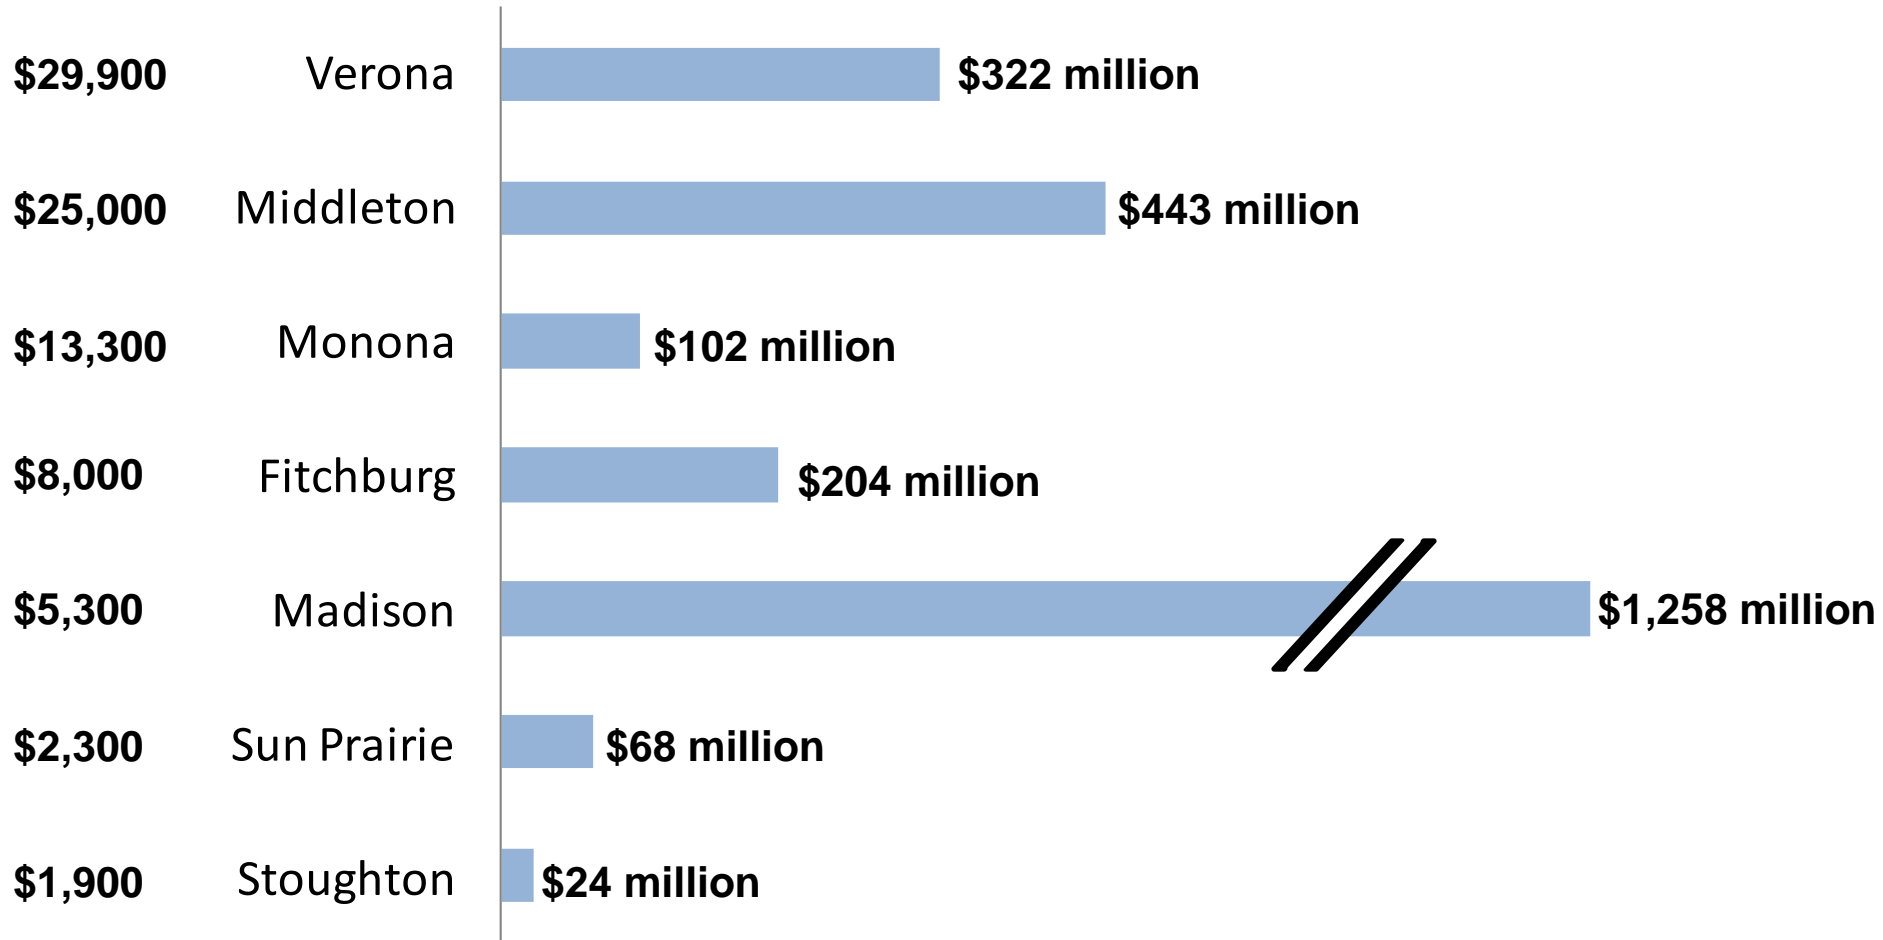 $29,900 Verona $322 million
$25,000 Middleton $443 million
$13,300 Monona $102 million
$8,000 Fitchburg $204 million
$5,300 Madison $1,258 million
$2,300 Sun Prairie $68 million
$1,900 Stoughton $24 million